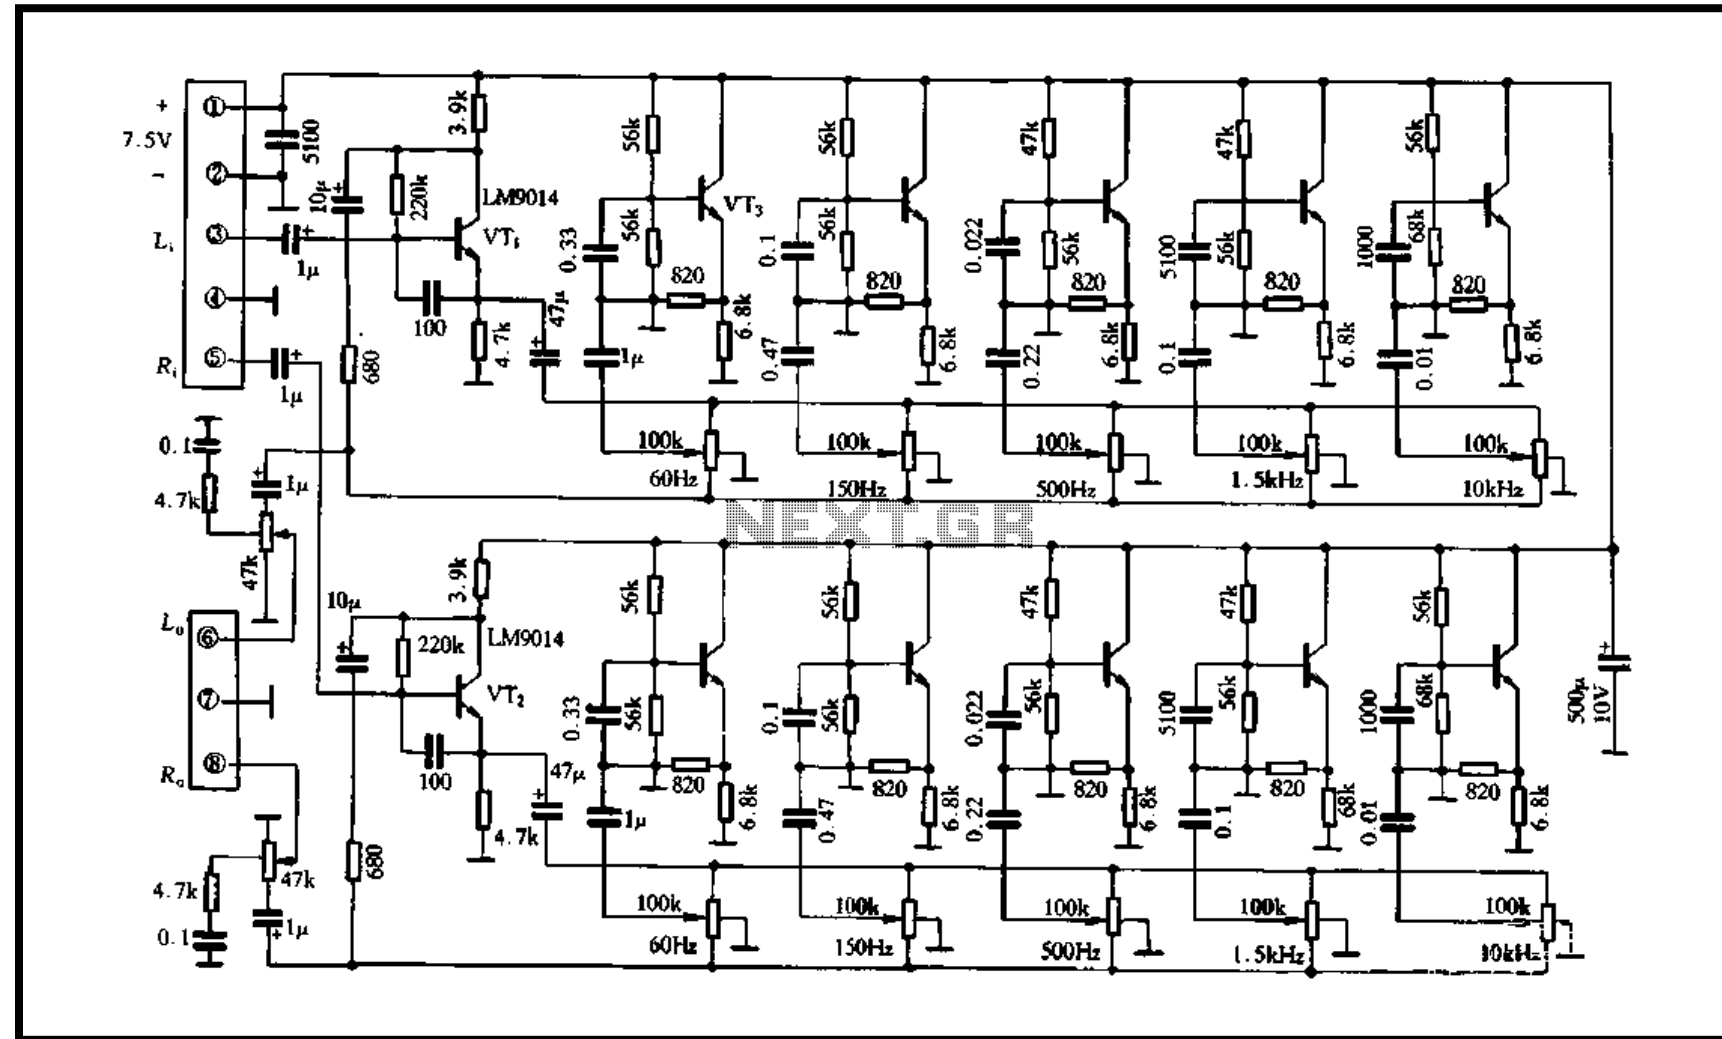 +
①
7.5V
5100
−
②
10μ
220k
3.9k
LM9014
VT₁
Lᵢ
③
1μ
④
100
4.7k
47μ
Rᵢ
⑤
1μ
680
56k
56k
0.33
VT₃
820
6.8k
1μ
100k
60Hz
56k
56k
0.1
820
6.8k
0.47
100k
150Hz
47k
56k
0.022
820
6.8k
0.22
100k
500Hz
47k
56k
5100
820
6.8k
0.1
100k
1.5kHz
56k
68k
1000
820
6.8k
0.01
100k
10kHz
0.1
4.7k
1μ
47k
NEXT.GR
Lₒ
⑥
⑦
Rₒ
⑧
10μ
220k
3.9k
LM9014
VT₂
100
4.7k
47μ
680
47k
4.7k
1μ
0.1
56k
56k
0.33
820
6.8k
1μ
100k
60Hz
56k
56k
0.1
820
6.8k
0.47
100k
150Hz
47k
56k
0.022
820
6.8k
0.22
100k
500Hz
47k
56k
5100
820
68k
0.1
100k
1.5kHz
56k
68k
1000
820
6.8k
0.01
100k
10kHz
500μ
10V